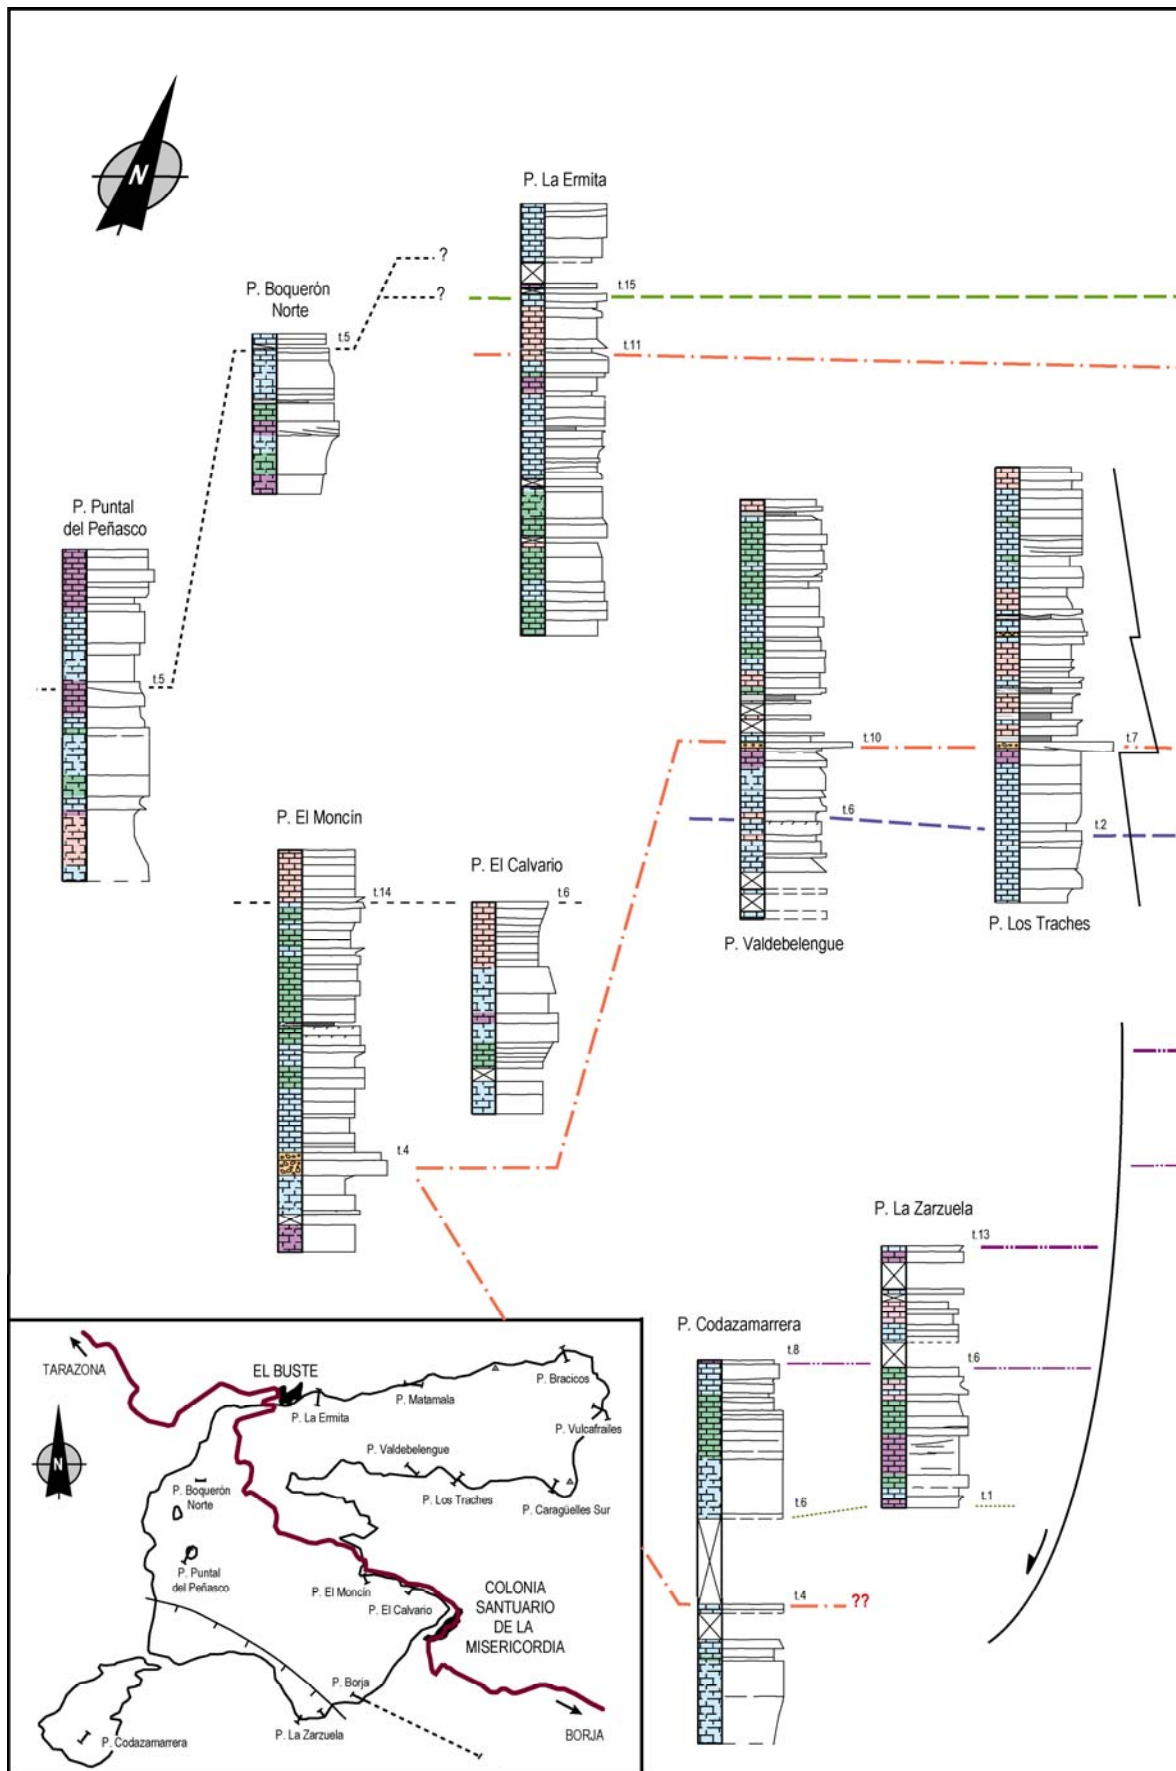 N
P. La Ermita
?
?
t.15
P. Boquerón
Norte
t.5
t.11
P. Puntal
del Peñasco
t.5
t.10
t.7
t.6
t.2
P. El Moncín
P. El Calvario
t.14
t.6
P. Valdebelengue
P. Los Traches
t.4
P. La Zarzuela
t.13
P. Codazamarrera
t.8
t.6
t.6
t.1
t.4
??
TARAZONA
EL BUSTE
P. La Ermita
P. Matamala
P. Bracicos
P. Vulcafrailes
N
P. Valdebelengue
P. Los Traches
P. Caragüelles Sur
P. Boquerón
Norte
P. Puntal
del Peñasco
P. El Moncín
P. El Calvario
COLONIA
SANTUARIO
DE LA
MISERICORDIA
P. Borja
P. La Zarzuela
P. Codazamarrera
BORJA